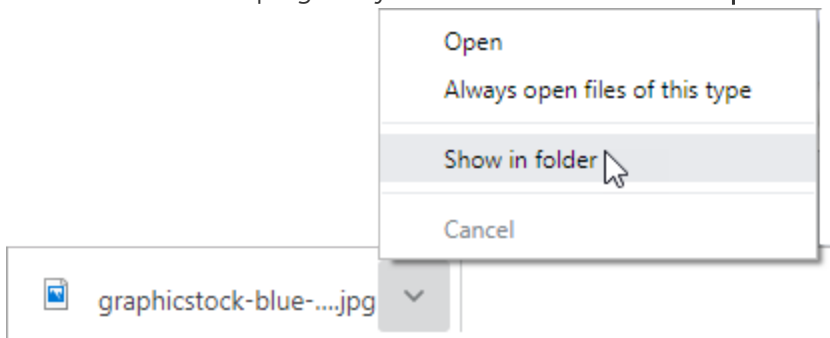 Open
Always open files of this type
Show in folder
Cancel
graphicstock-blue-....jpg